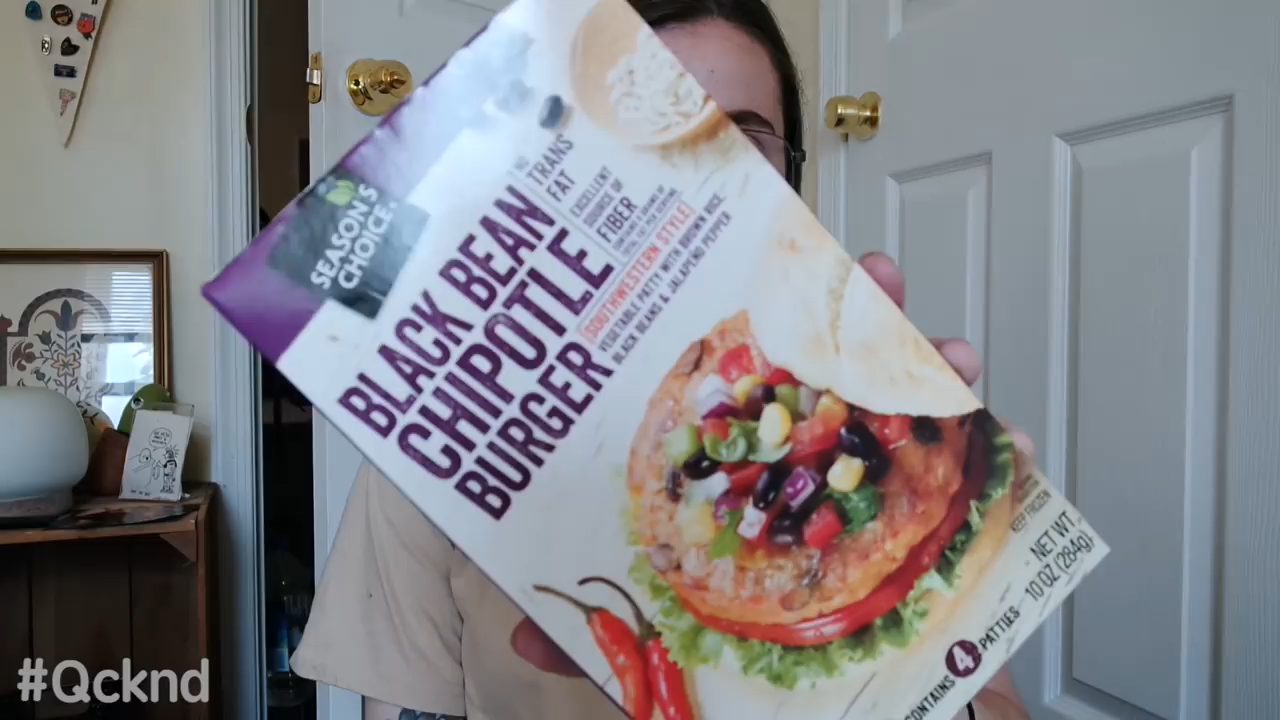 SEASON'S
CHOICE
BLACK BEAN
CHIPOTLE
BURGER
NO
TRANS
FAT
EXCELLENT
SOURCE OF
FIBER
SOUTHWESTERN STYLE
VEGETABLE PATTY WITH BROWN RICE,
BLACK BEANS & JALAPENO PEPPER
KEEP FROZEN
NET WT
10 OZ (284g)
CONTAINS 4 PATTIES
#Qcknd